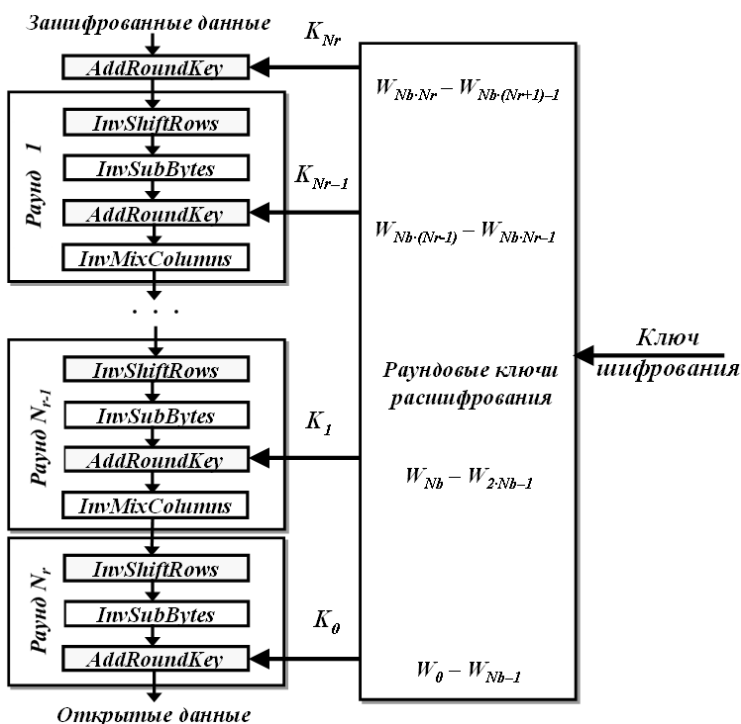 Зашифрованные данные
K_Nr
AddRoundKey
W_Nb·Nr – W_Nb·(Nr+1)–1
Раунд 1
InvShiftRows
InvSubBytes
K_Nr–1
AddRoundKey
W_Nb·(Nr-1) – W_Nb·Nr–1
InvMixColumns
. . .
Ключ
шифрования
Раунд N_r-1
InvShiftRows
Раундовые ключи
расшифрования
InvSubBytes
K_1
AddRoundKey
W_Nb – W_2·Nb–1
InvMixColumns
Раунд N_r
InvShiftRows
InvSubBytes
K_0
AddRoundKey
W_0 – W_Nb–1
Открытые данные